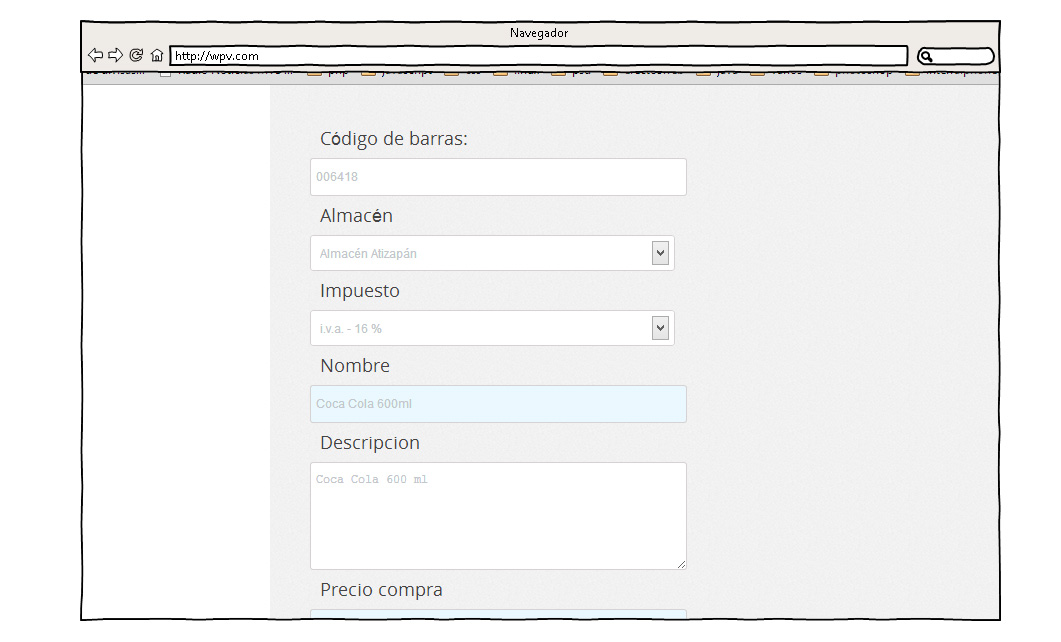 Navegador
http://wpv.com
Código de barras:
006418
Almacén
Almacén Atizapán
Impuesto
i.v.a. - 16 %
Nombre
Coca Cola 600ml
Descripcion
Coca Cola 600 ml
Precio compra